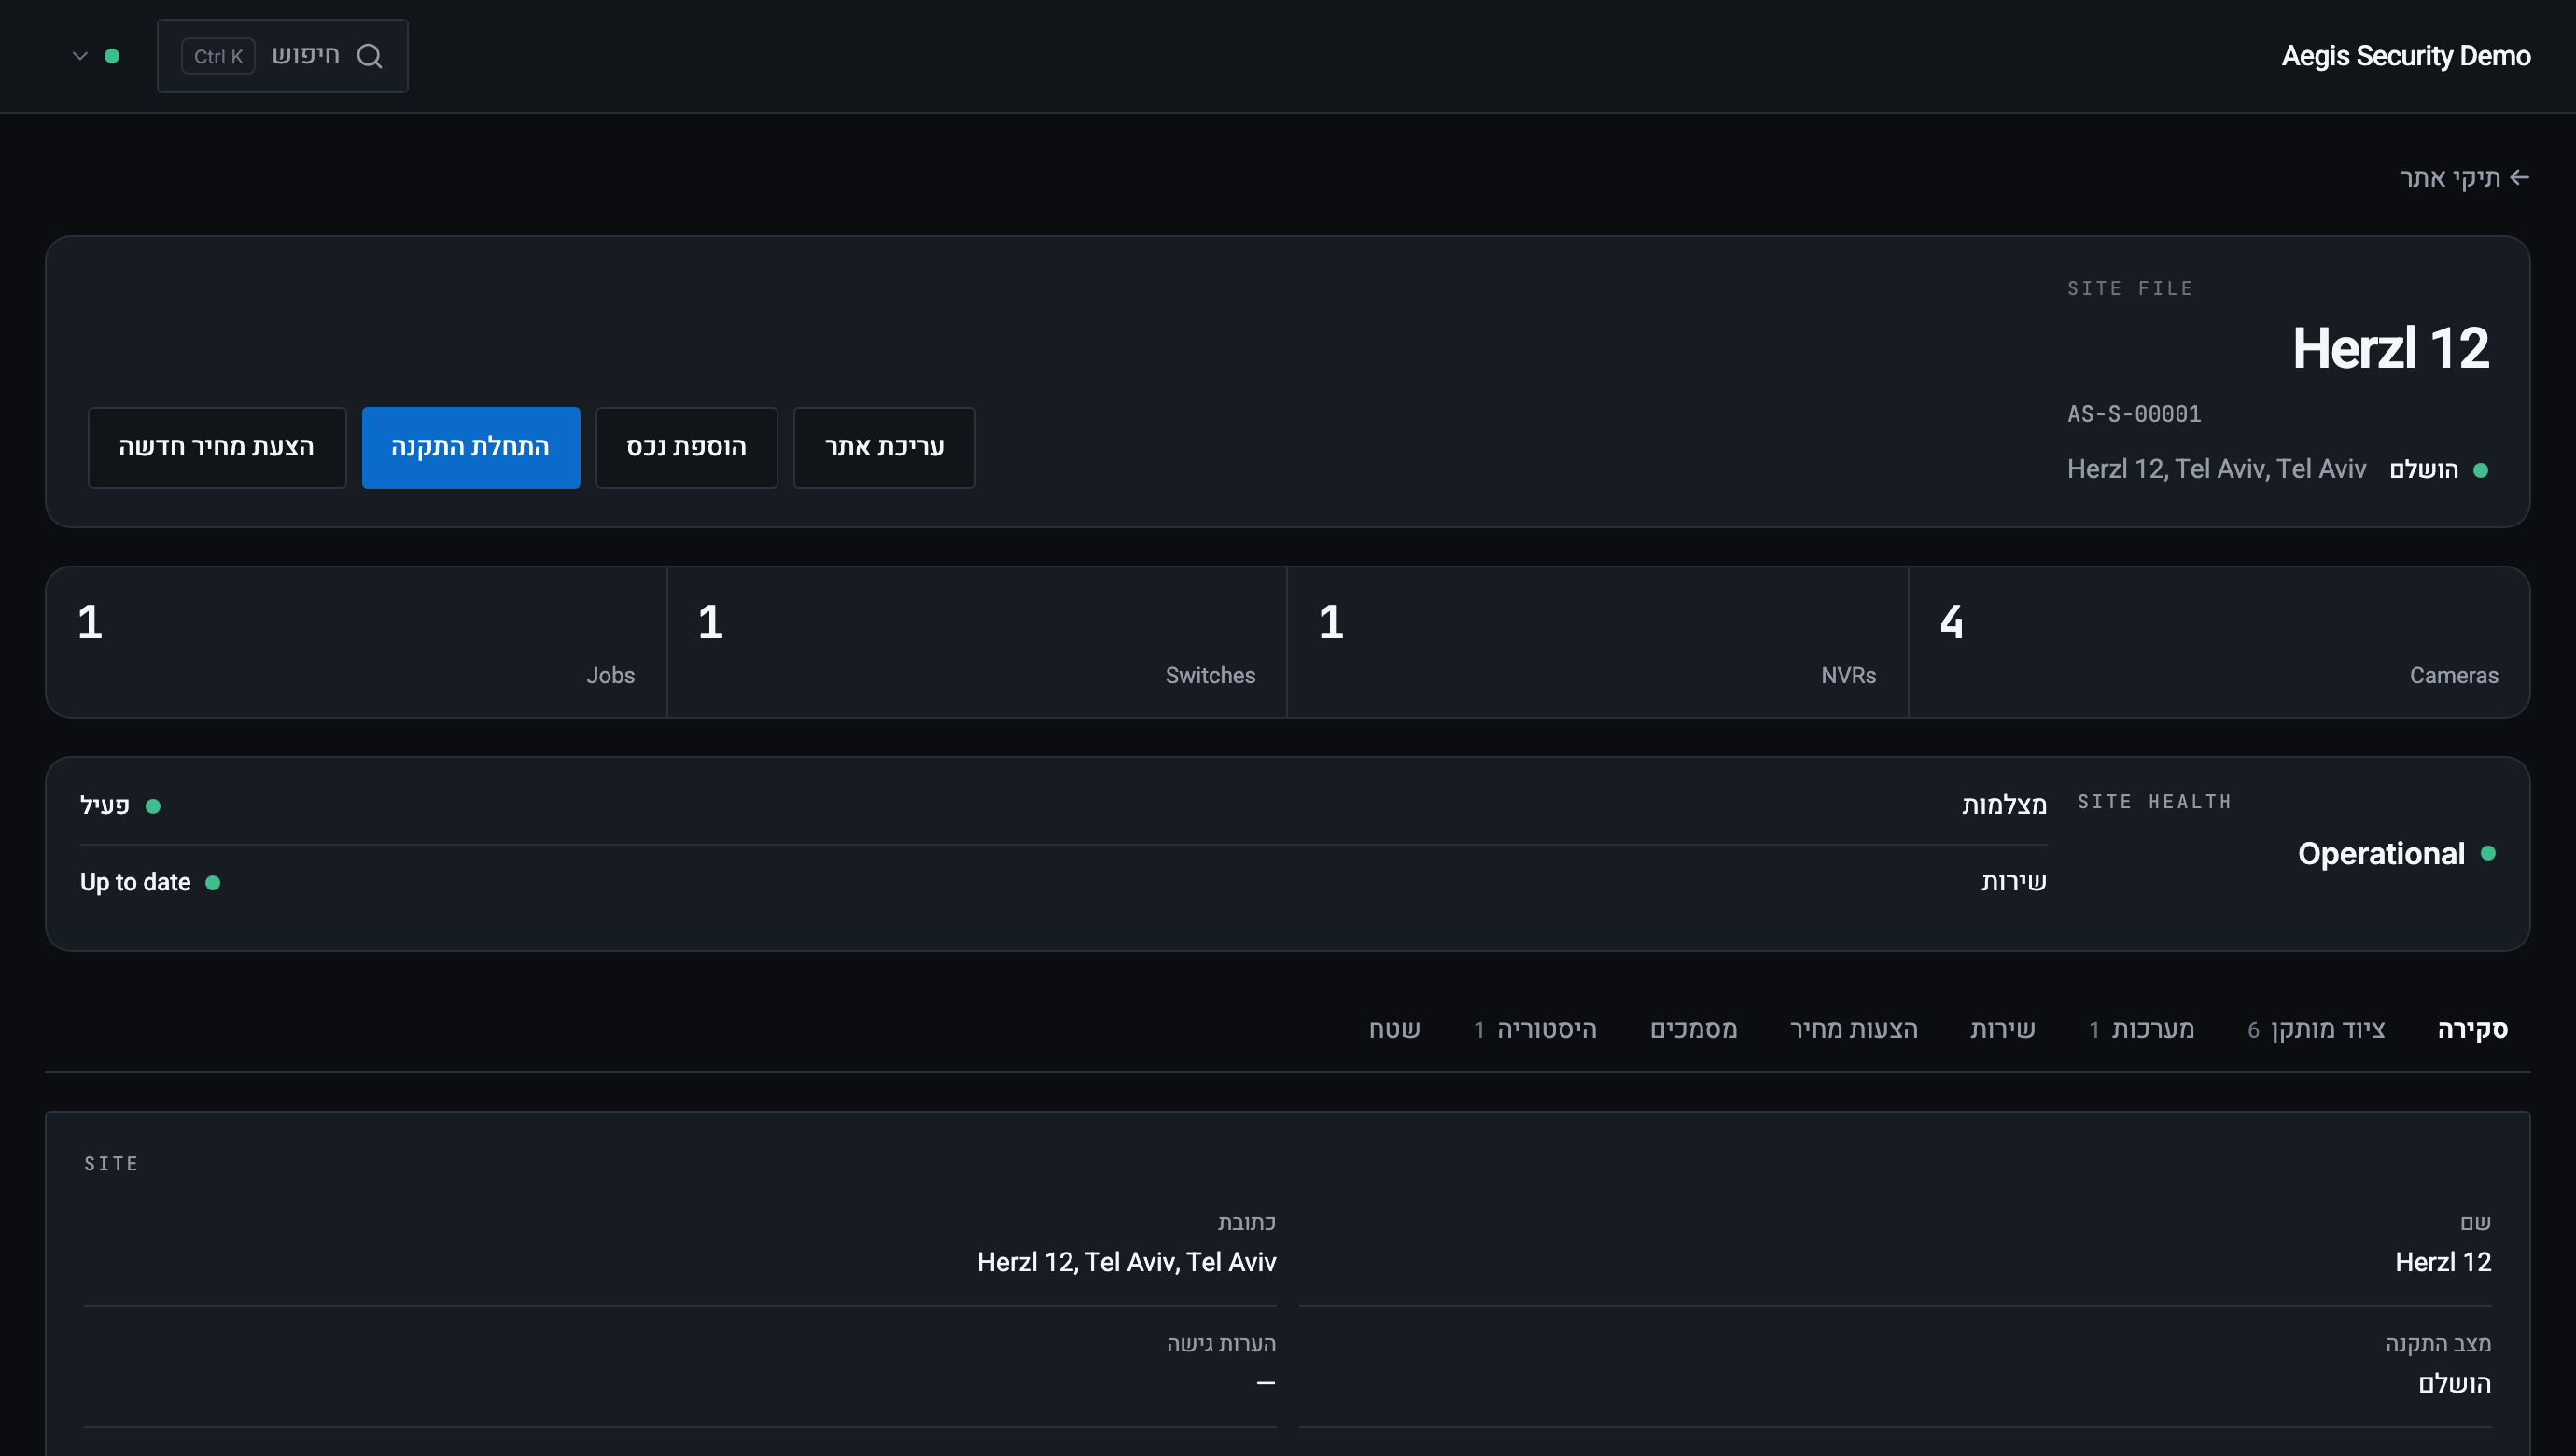 Aegis Security Demo
חיפוש Ctrl K
← תיקי אתר
SITE FILE
Herzl 12
AS-S-00001
הושלם Herzl 12, Tel Aviv, Tel Aviv
עריכת אתר
הוספת נכס
התחלת התקנה
הצעת מחיר חדשה
4
Cameras
1
NVRs
1
Switches
1
Jobs
SITE HEALTH
Operational
מצלמות
פעיל
שירות
Up to date
סקירה
ציוד מותקן 6
מערכות 1
שירות
הצעות מחיר
מסמכים
היסטוריה 1
שטח
SITE
שם
Herzl 12
כתובת
Herzl 12, Tel Aviv, Tel Aviv
מצב התקנה
הושלם
הערות גישה
—